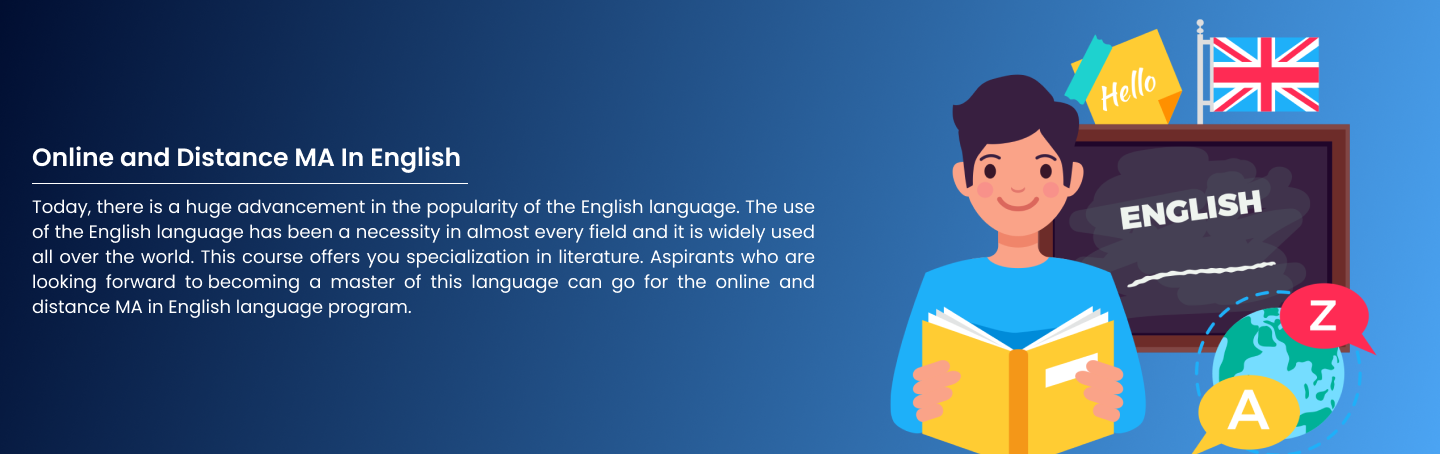 Online and Distance MA In English
Today, there is a huge advancement in the popularity of the English language. The use
of the English language has been a necessity in almost every field and it is widely used
all over the world. This course offers you specialization in literature. Aspirants who are
looking forward to becoming a master of this language can go for the online and
distance MA in English language program.
Hello
ENGLISH
Z
A